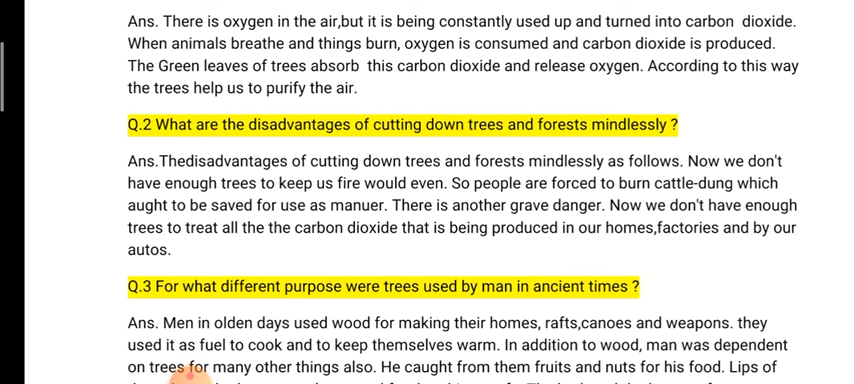 Ans. There is oxygen in the air,but it is being constantly used up and turned into carbon dioxide.
When animals breathe and things burn, oxygen is consumed and carbon dioxide is produced.
The Green leaves of trees absorb this carbon dioxide and release oxygen. According to this way
the trees help us to purify the air.
Q.2 What are the disadvantages of cutting down trees and forests mindlessly ?
Ans.Thedisadvantages of cutting down trees and forests mindlessly as follows. Now we don't
have enough trees to keep us fire would even. So people are forced to burn cattle-dung which
aught to be saved for use as manuer. There is another grave danger. Now we don't have enough
trees to treat all the the carbon dioxide that is being produced in our homes,factories and by our
autos.
Q.3 For what different purpose were trees used by man in ancient times ?
Ans. Men in olden days used wood for making their homes, rafts,canoes and weapons. they
used it as fuel to cook and to keep themselves warm. In addition to wood, man was dependent
on trees for many other things also. He caught from them fruits and nuts for his food. Lips of